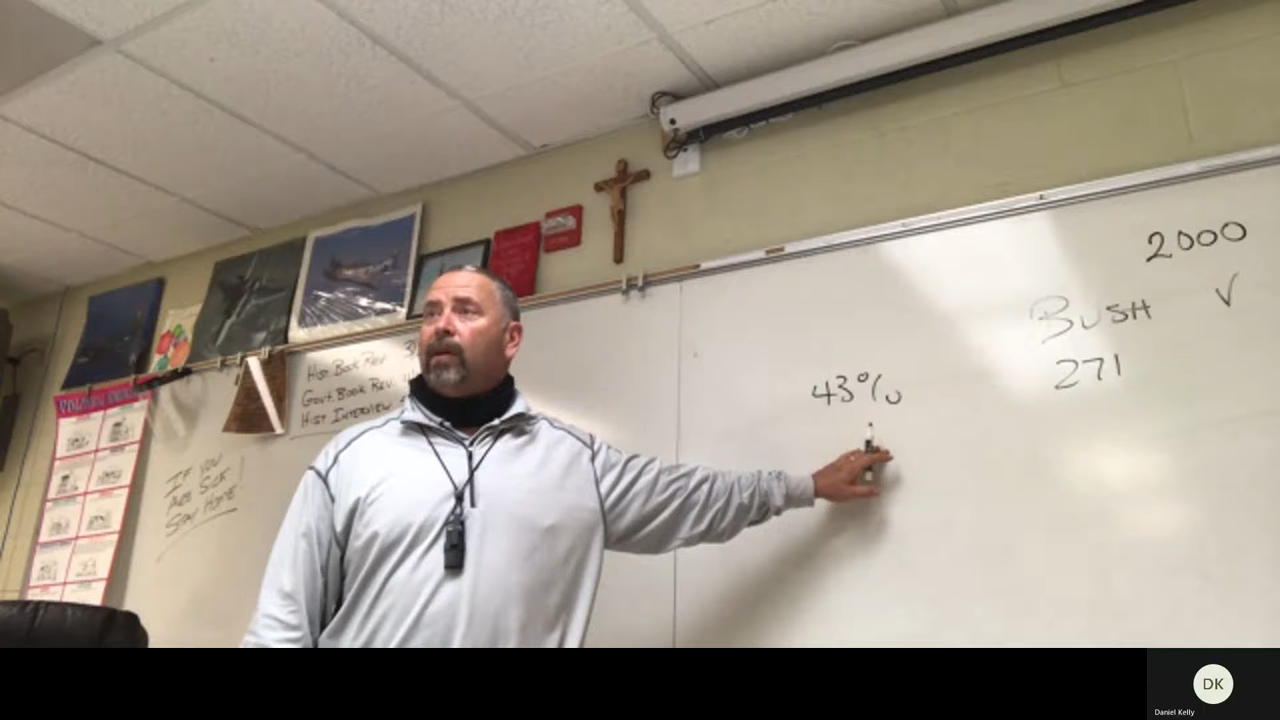 Hist. Book Rev
Govt. Book Rev.
Hist Interview
IF YOU
ARE SICK!
STAY HOME!
43%
2000
BUSH V
271
DK
Daniel Kelly